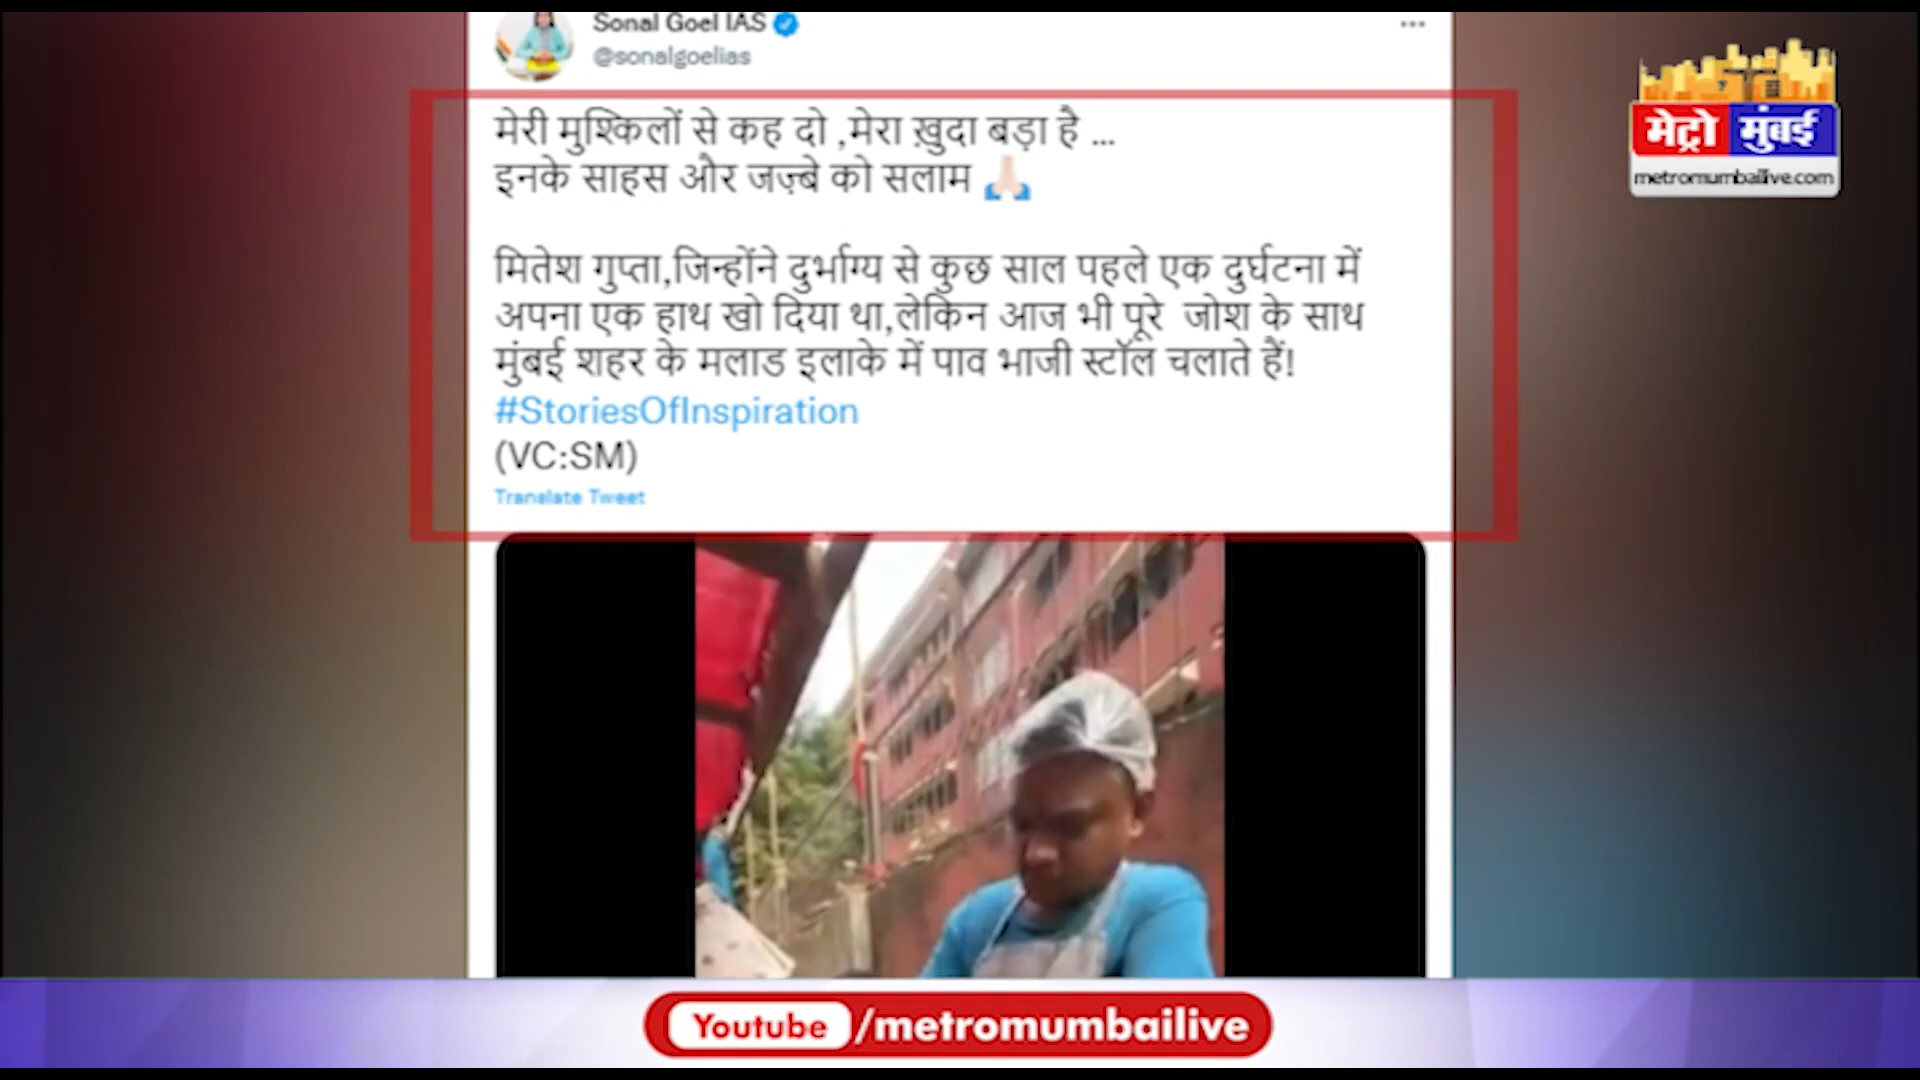 Sonal Goel IAS
@sonalgoelias
मेरी मुश्किलों से कह दो ,मेरा ख़ुदा बड़ा है ...
इनके साहस और जज़्बे को सलाम 🙏🏻
मितेश गुप्ता,जिन्होंने दुर्भाग्य से कुछ साल पहले एक दुर्घटना में
अपना एक हाथ खो दिया था,लेकिन आज भी पूरे जोश के साथ
मुंबई शहर के मलाड इलाके में पाव भाजी स्टॉल चलाते हैं!
#StoriesOfInspiration
(VC:SM)
Translate Tweet
मेट्रो मुंबई
metromumbailive.com
Youtube /metromumbailive